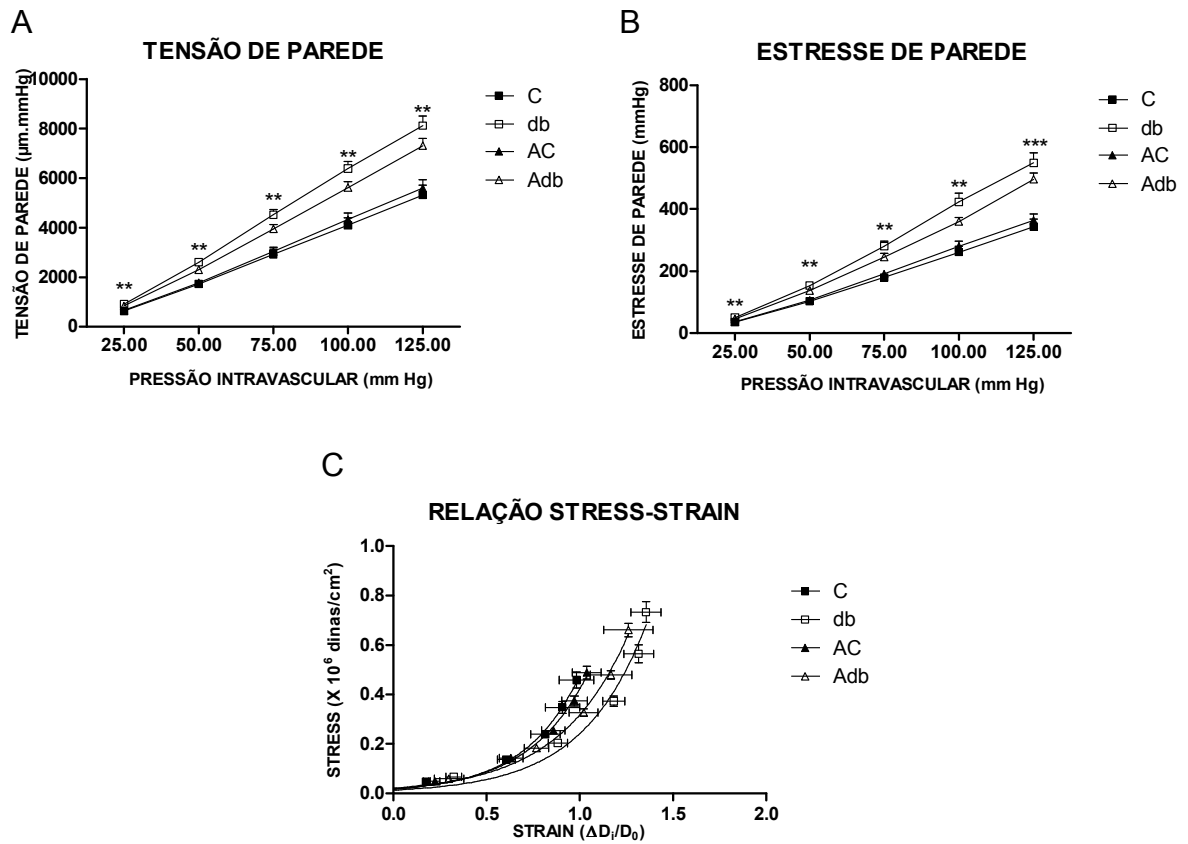 A
TENSÃO DE PAREDE
TENSÃO DE PAREDE (µm.mmHg)
10000
8000
6000
4000
2000
0
**
**
**
**
**
25.00 50.00 75.00 100.00 125.00
PRESSÃO INTRAVASCULAR (mm Hg)
C
db
AC
Adb
B
ESTRESSE DE PAREDE
ESTRESSE DE PAREDE (mmHg)
800
600
400
200
0
**
**
**
**
***
25.00 50.00 75.00 100.00 125.00
PRESSÃO INTRAVASCULAR (mm Hg)
C
db
AC
Adb
C
RELAÇÃO STRESS-STRAIN
STRESS (X 10⁶ dinas/cm²)
1.0
0.8
0.6
0.4
0.2
0.0
0.0 0.5 1.0 1.5 2.0
STRAIN (ΔDᵢ/D₀)
C
db
AC
Adb